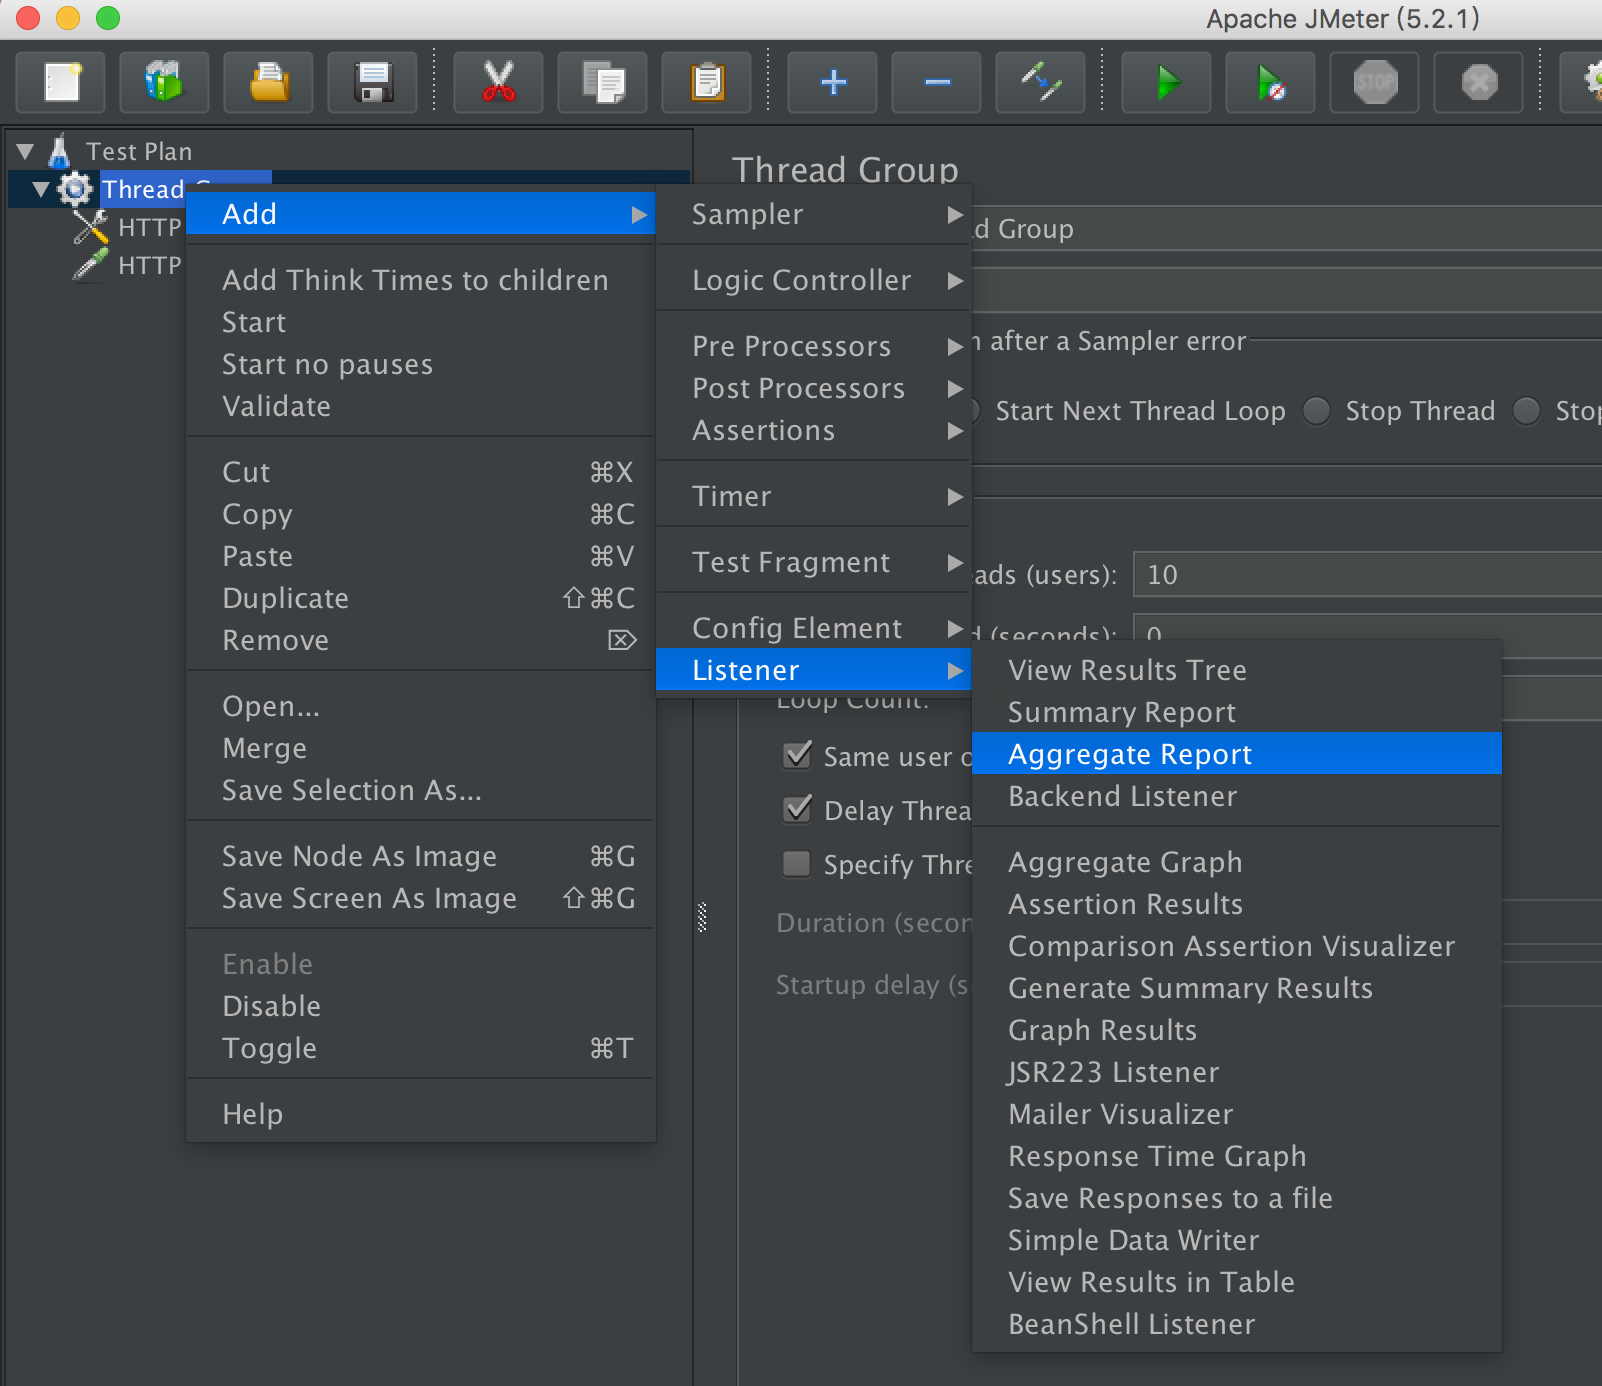 Apache JMeter (5.2.1)
STOP
Test Plan
Thread
HTTP
HTTP
Add
Add Think Times to children
Start
Start no pauses
Validate
Cut ⌘X
Copy ⌘C
Paste ⌘V
Duplicate ⇧⌘C
Remove ⌦
Open...
Merge
Save Selection As...
Save Node As Image ⌘G
Save Screen As Image ⇧⌘G
Enable
Disable
Toggle ⌘T
Help
Sampler
Logic Controller
Pre Processors
Post Processors
Assertions
Timer
Test Fragment
Config Element
Listener
View Results Tree
Summary Report
Aggregate Report
Backend Listener
Aggregate Graph
Assertion Results
Comparison Assertion Visualizer
Generate Summary Results
Graph Results
JSR223 Listener
Mailer Visualizer
Response Time Graph
Save Responses to a file
Simple Data Writer
View Results in Table
BeanShell Listener
Thread Group
d Group
after a Sampler error
Start Next Thread Loop Stop Thread Stop
ads (users): 10
(seconds): 0
Loop Count:
Same user o
Delay Threa
Specify Thre
Duration (secon
Startup delay (s